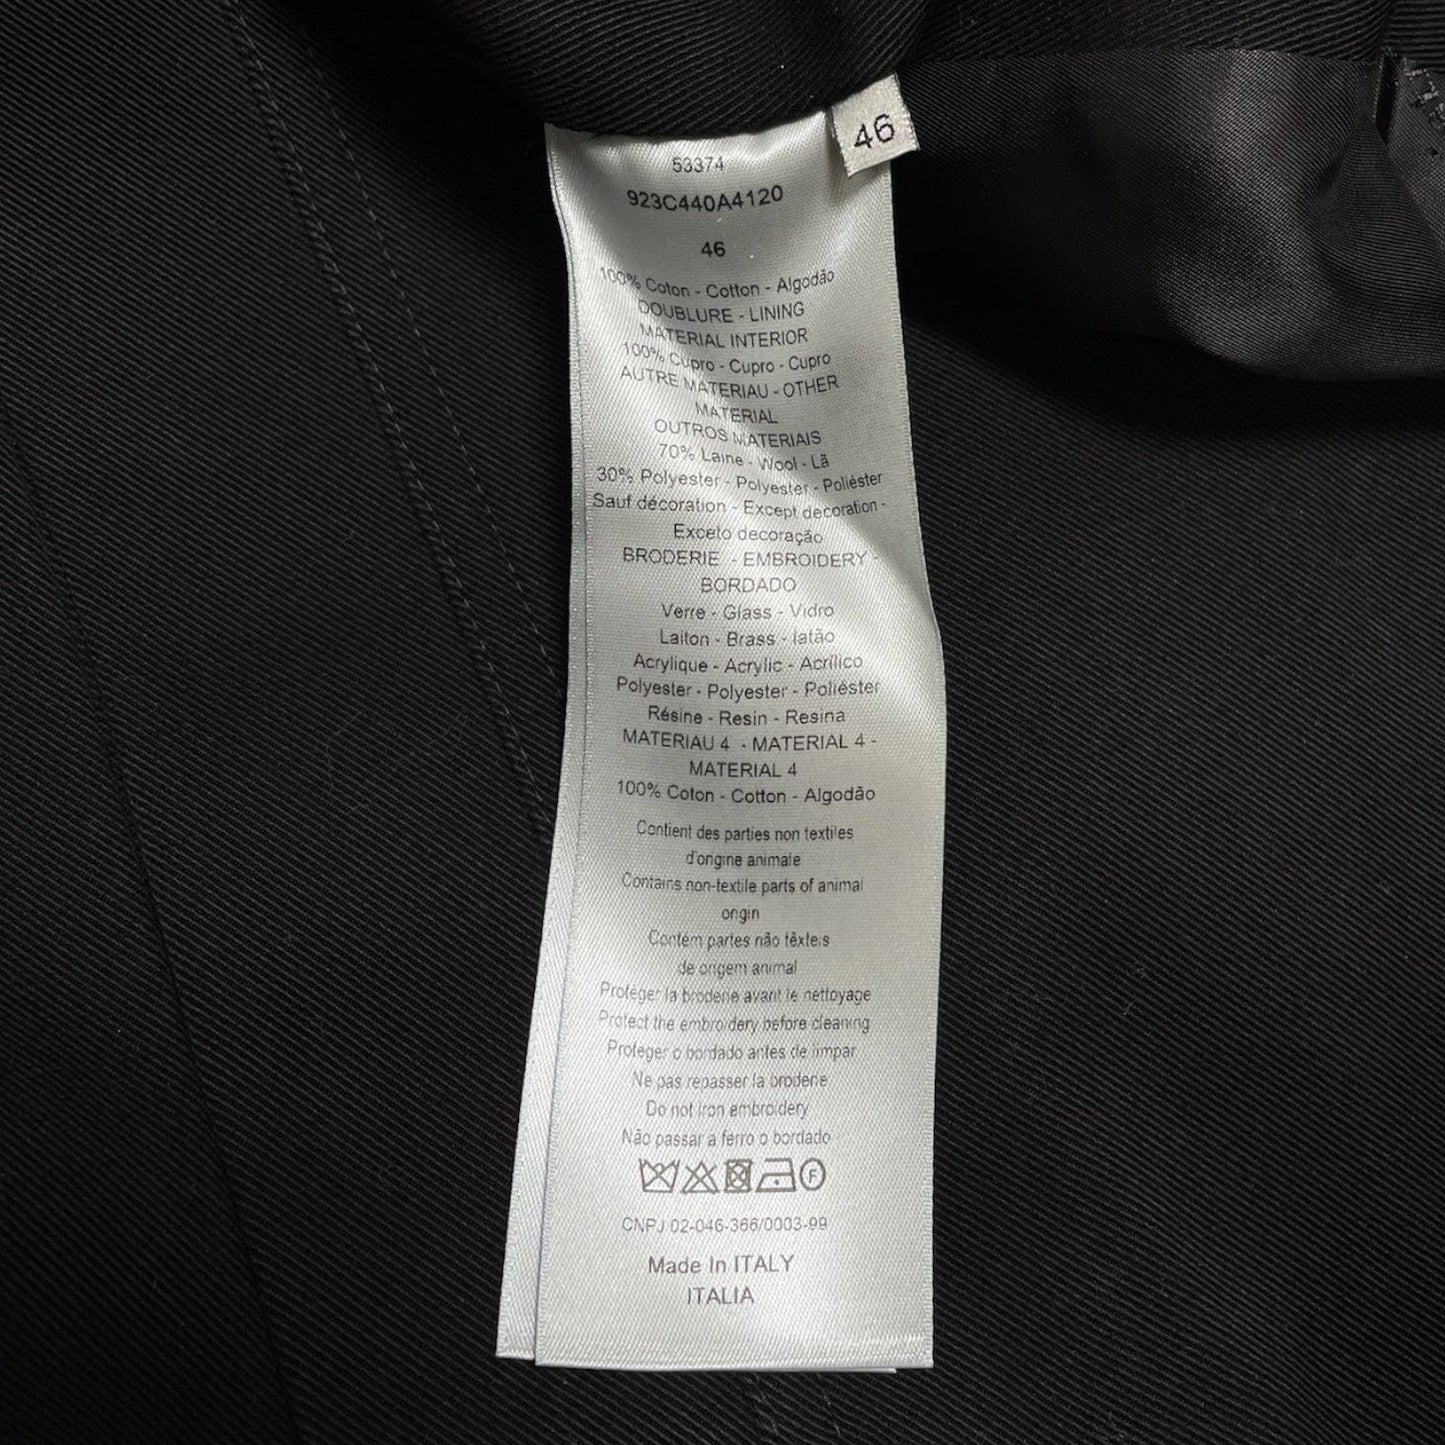 46
53374
923C440A4120
46
100% Coton - Cotton - Algodão
DOUBLURE - LINING
MATERIAL INTERIOR
100% Cupro - Cupro - Cupro
AUTRE MATERIAU - OTHER
MATERIAL
OUTROS MATERIAIS
70% Laine - Wool - Lã
30% Polyester - Polyester - Poliéster
Sauf décoration - Except decoration -
Exceto decoração
BRODERIE - EMBROIDERY -
BORDADO
Verre - Glass - Vidro
Laiton - Brass - latão
Acrylique - Acrylic - Acrílico
Polyester - Polyester - Poliéster
Résine - Resin - Resina
MATERIAU 4 - MATERIAL 4 -
MATERIAL 4
100% Coton - Cotton - Algodão
Contient des parties non textiles
d'origine animale
Contains non-textile parts of animal
origin
Contém partes não têxteis
de origem animal
Protéger la broderie avant le nettoyage
Protect the embroidery before cleaning
Proteger o bordado antes de limpar
Ne pas repasser la broderie
Do not iron embroidery
Não passar a ferro o bordado
F
CNPJ 02-046-366/0003-99
Made In ITALY
ITALIA